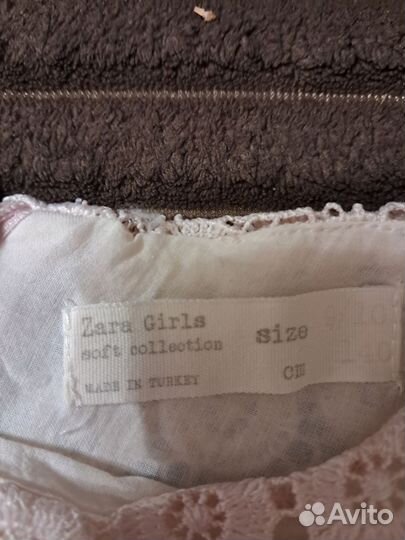 Zara Girls
soft collection
MADE IN TURKEY
size
cm
Avito